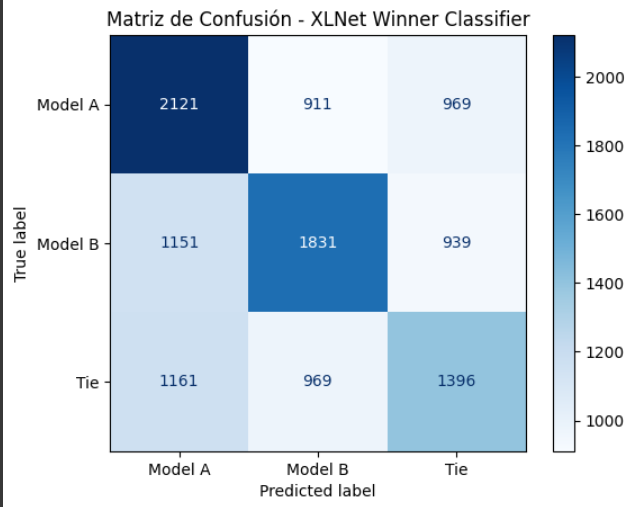 Matriz de Confusión - XLNet Winner Classifier
Model A
2121 911 969
Model B
1151 1831 939
Tie
1161 969 1396
Model A Model B Tie
Predicted label
True label
2000
1800
1600
1400
1200
1000